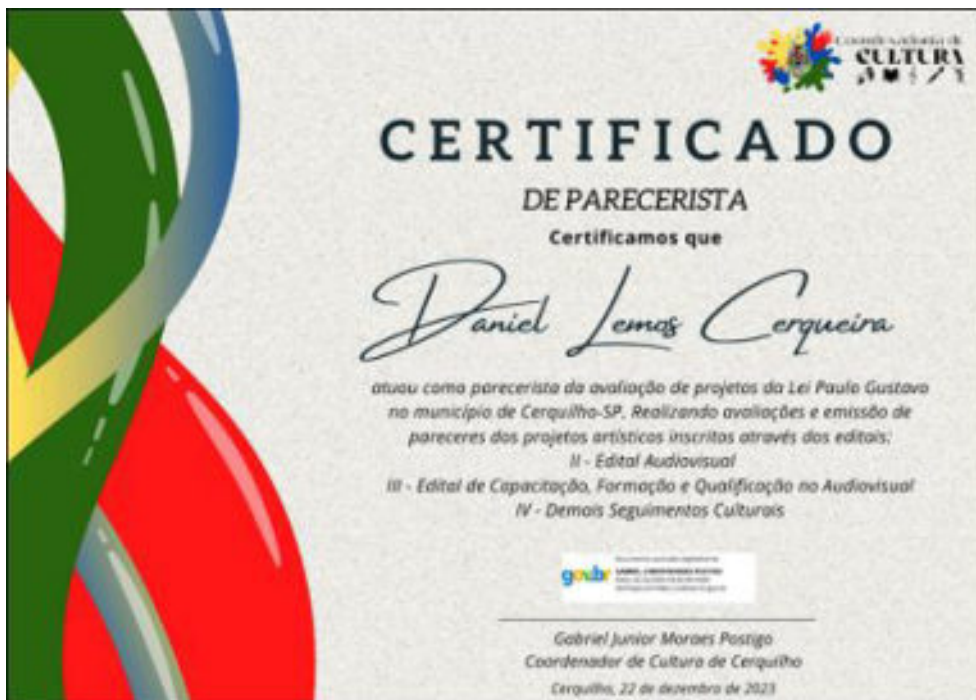 Coordenadoria de
CULTURA
CERTIFICADO
DE PARECERISTA
Certificamos que
Daniel Lemos Cerqueira
atuou como parecerista da avaliação de projetos da Lei Paulo Gustavo
no município de Cerquilho-SP. Realizando avaliações e emissão de
pareceres dos projetos artísticos inscritos através dos editais:
II - Edital Audiovisual
III - Edital de Capacitação, Formação e Qualificação no Audiovisual
IV - Demais Seguimentos Culturais
gov.br
Gabriel Junior Moraes Postigo
Coordenador de Cultura de Cerquilho
Cerquilho, 22 de dezembro de 2023